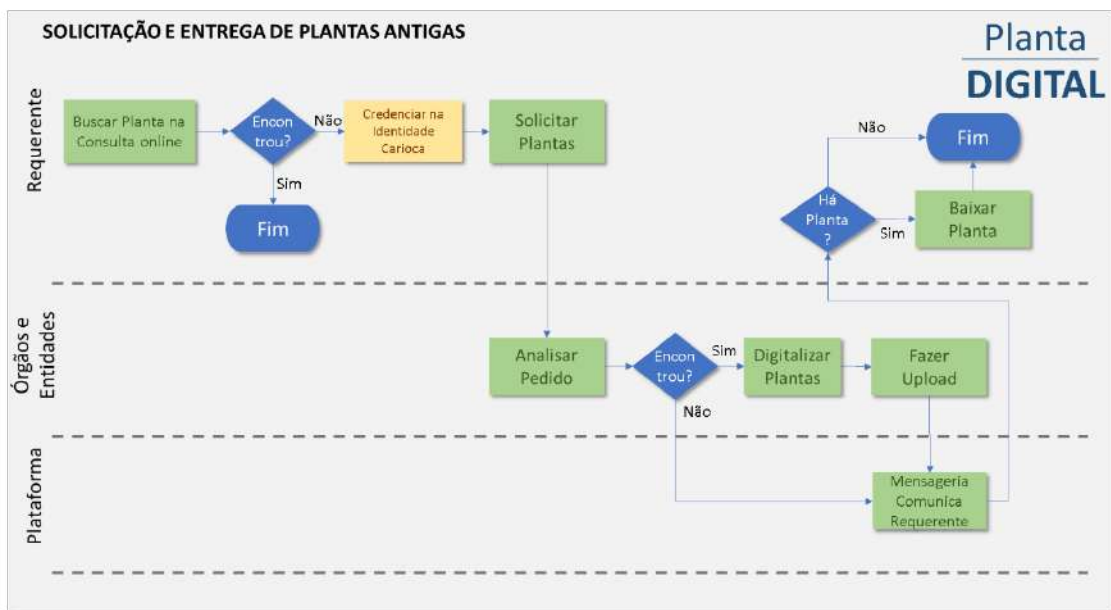 SOLICITAÇÃO E ENTREGA DE PLANTAS ANTIGAS
Planta
DIGITAL
Requerente
Buscar Planta na
Consulta online
Encon
trou?
Não
Sim
Fim
Credenciar na
Identidade
Carioca
Solicitar
Plantas
Há
Planta
?
Não
Sim
Fim
Baixar
Planta
Órgãos e
Entidades
Analisar
Pedido
Encon
trou?
Sim
Não
Digitalizar
Plantas
Fazer
Upload
Plataforma
Mensageria
Comunica
Requerente